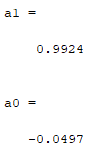 a1 =
0.9924
a0 =
-0.0497